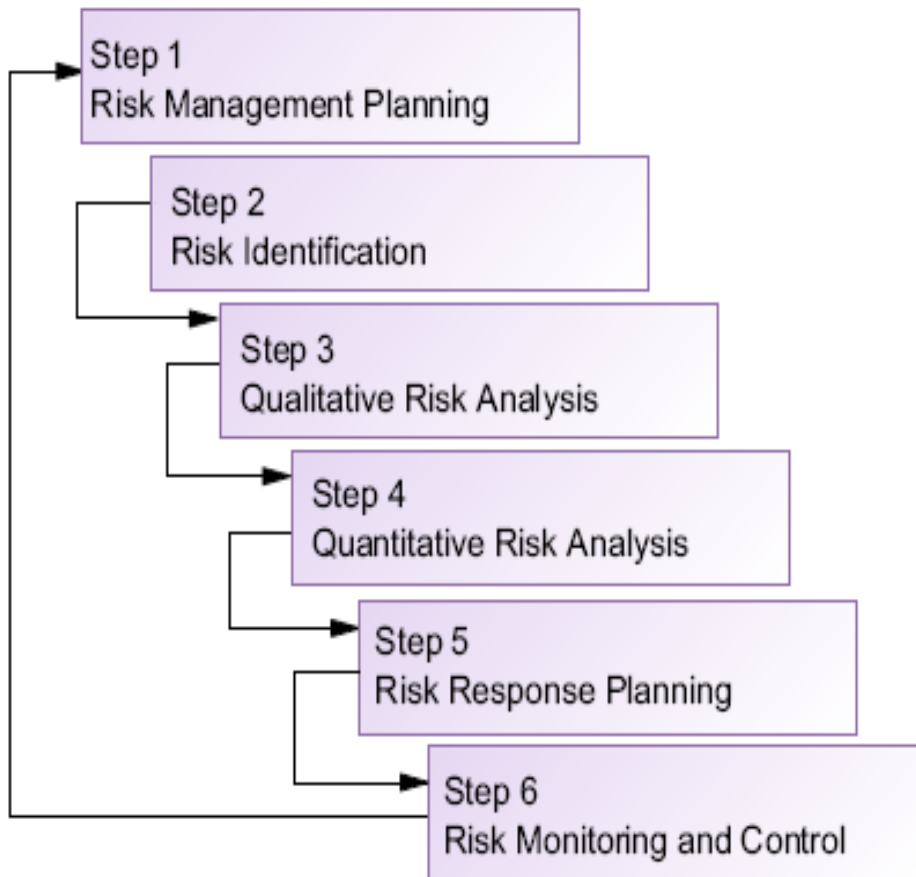 Step 1
Risk Management Planning
Step 2
Risk Identification
Step 3
Qualitative Risk Analysis
Step 4
Quantitative Risk Analysis
Step 5
Risk Response Planning
Step 6
Risk Monitoring and Control